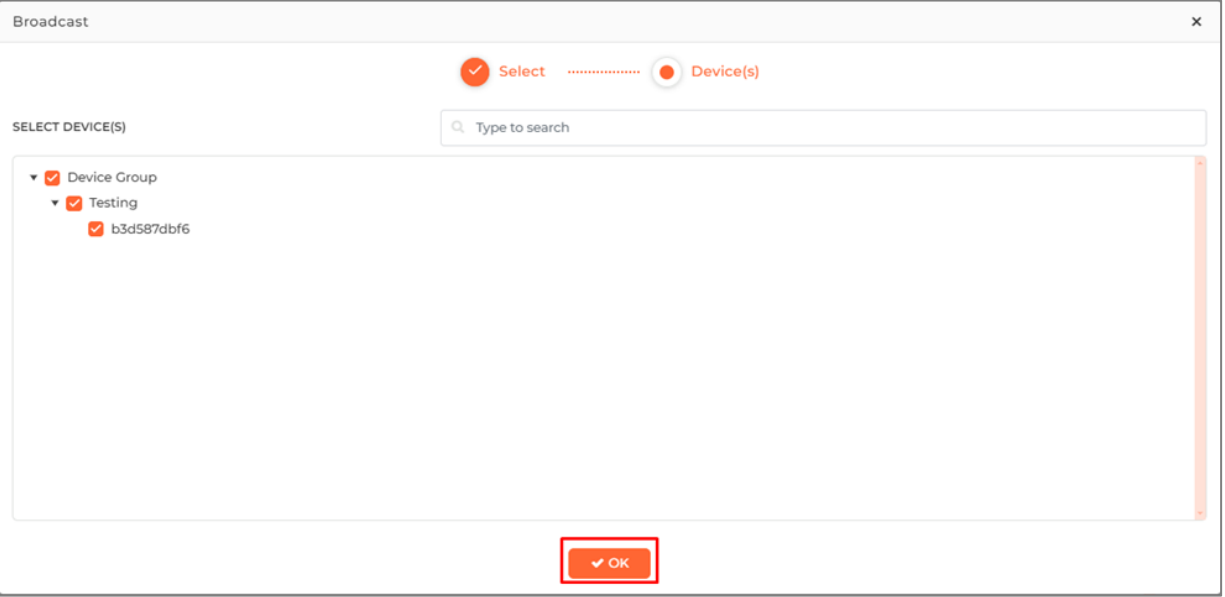 Broadcast
Select
Device(s)
SELECT DEVICE(S)
Type to search
Device Group
Testing
b3d587dbf6
OK